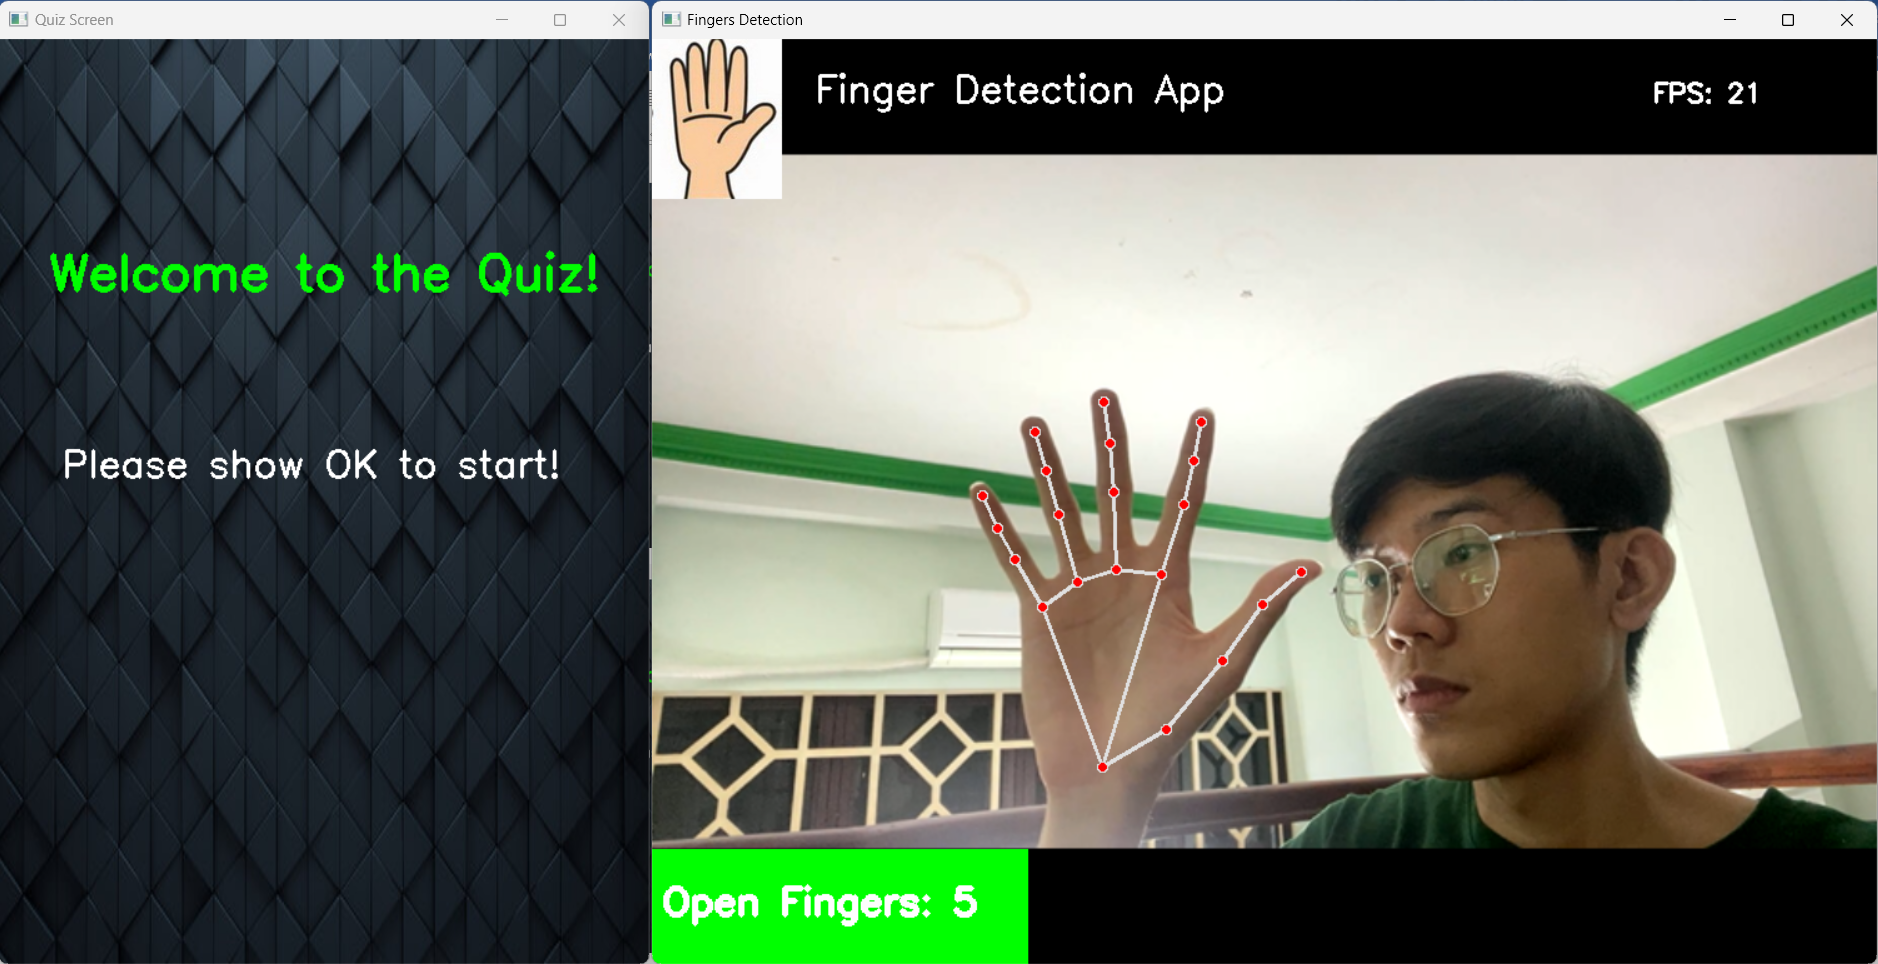 Quiz Screen
Welcome to the Quiz!
Please show OK to start!
Fingers Detection
Finger Detection App
FPS: 21
Open Fingers: 5